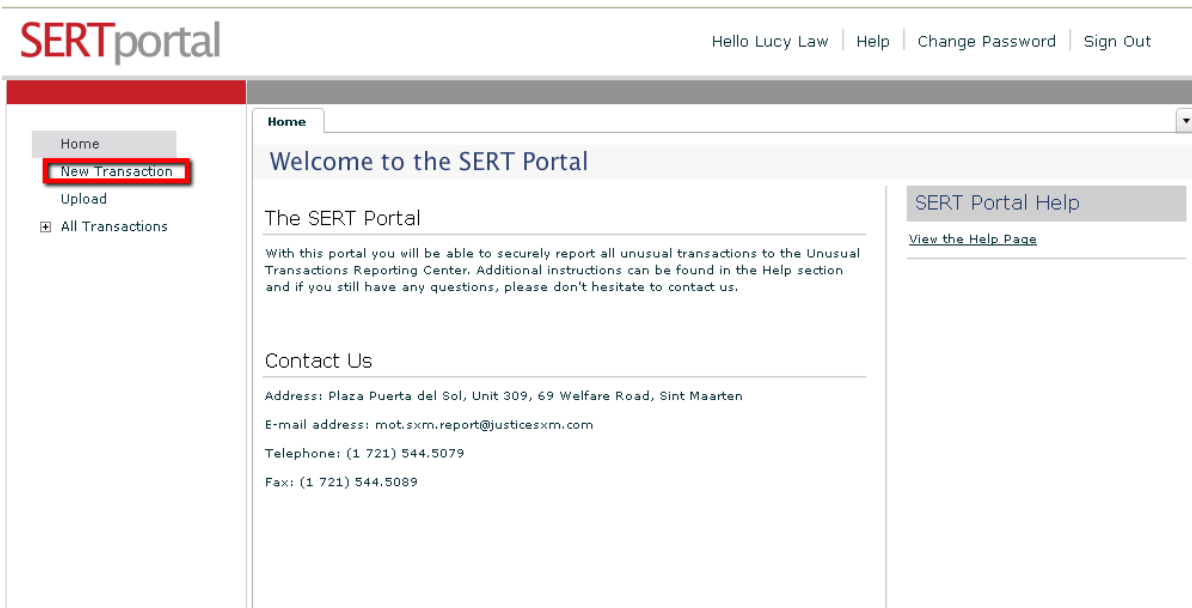 SERTportal
Hello Lucy Law | Help | Change Password | Sign Out
Home
New Transaction
Upload
All Transactions
Home
Welcome to the SERT Portal
The SERT Portal
With this portal you will be able to securely report all unusual transactions to the Unusual
Transactions Reporting Center. Additional instructions can be found in the Help section
and if you still have any questions, please don't hesitate to contact us.
Contact Us
Address: Plaza Puerta del Sol, Unit 309, 69 Welfare Road, Sint Maarten
E-mail address: mot.sxm.report@justicesxm.com
Telephone: (1 721) 544.5079
Fax: (1 721) 544.5089
SERT Portal Help
View the Help Page